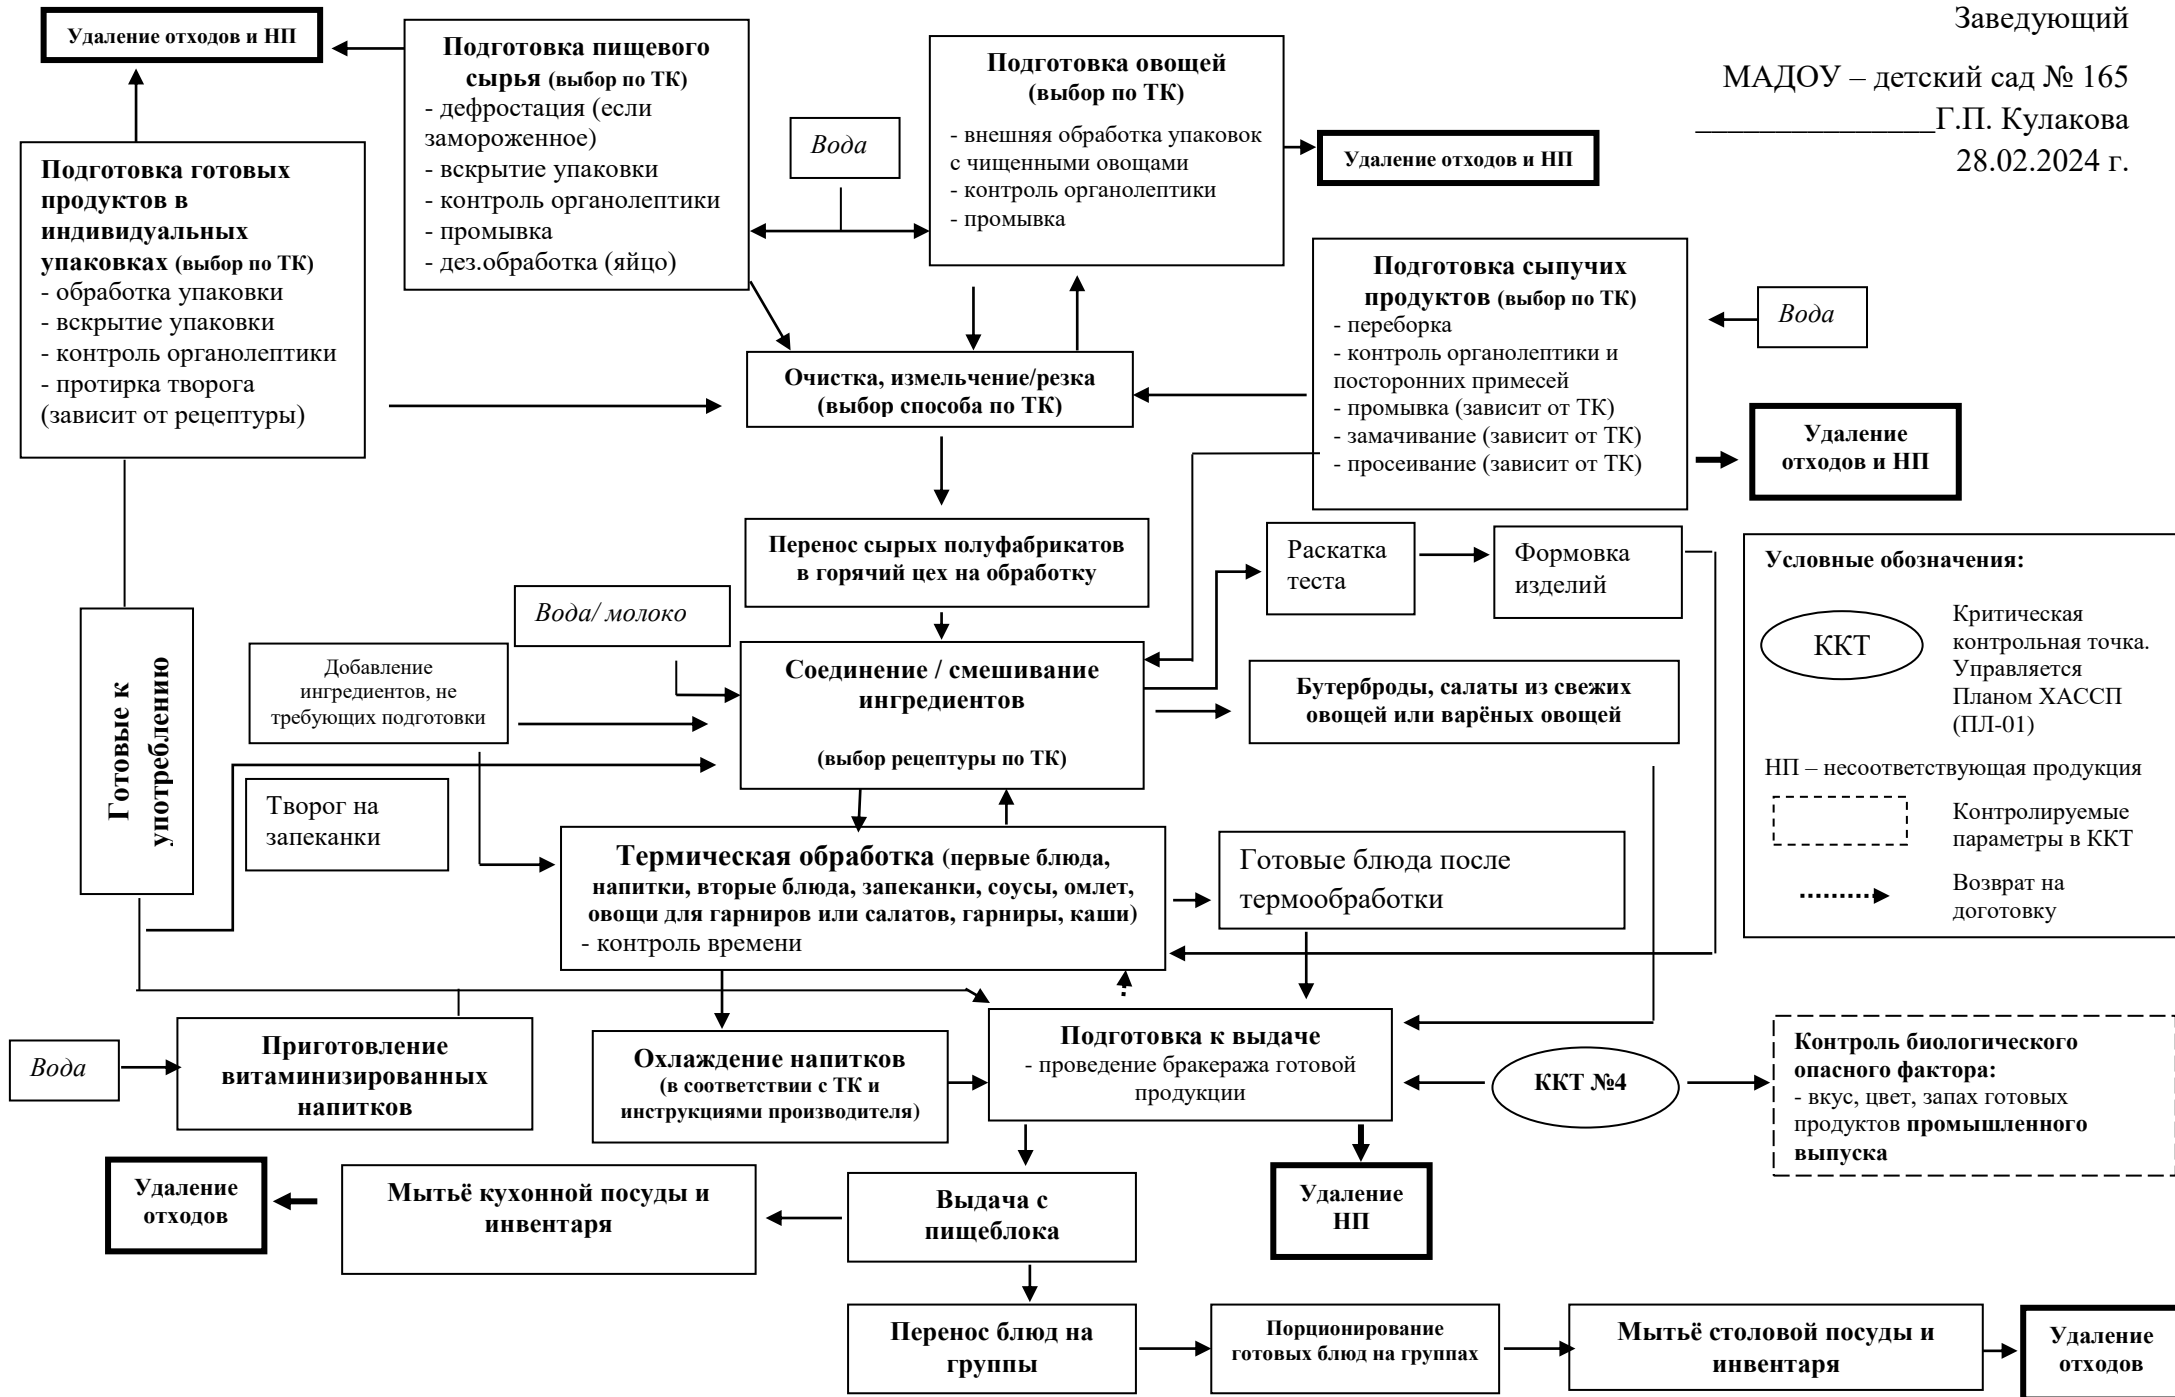 Заведующий
МАДОУ – детский сад № 165
_________________Г.П. Кулакова
28.02.2024 г.
Удаление отходов и НП
Подготовка пищевого
сырья (выбор по ТК)
- дефростация (если
замороженное)
- вскрытие упаковки
- контроль органолептики
- промывка
- дез.обработка (яйцо)
Вода
Подготовка овощей
(выбор по ТК)
- внешняя обработка упаковок
с чищенными овощами
- контроль органолептики
- промывка
Удаление отходов и НП
Подготовка готовых
продуктов в
индивидуальных
упаковках (выбор по ТК)
- обработка упаковки
- вскрытие упаковки
- контроль органолептики
- протирка творога
(зависит от рецептуры)
Подготовка сыпучих
продуктов (выбор по ТК)
- переборка
- контроль органолептики и
посторонних примесей
- промывка (зависит от ТК)
- замачивание (зависит от ТК)
- просеивание (зависит от ТК)
Вода
Удаление
отходов и НП
Очистка, измельчение/резка
(выбор способа по ТК)
Перенос сырых полуфабрикатов
в горячий цех на обработку
Раскатка
теста
Формовка
изделий
Условные обозначения:
ККТ
Критическая
контрольная точка.
Управляется
Планом ХАССП
(ПЛ-01)
НП – несоответствующая продукция
Контролируемые
параметры в ККТ
Возврат на
доготовку
Вода/ молоко
Готовые к
употреблению
Добавление
ингредиентов, не
требующих подготовки
Соединение / смешивание
ингредиентов
(выбор рецептуры по ТК)
Бутерброды, салаты из свежих
овощей или варёных овощей
Творог на
запеканки
Термическая обработка (первые блюда,
напитки, вторые блюда, запеканки, соусы, омлет,
овощи для гарниров или салатов, гарниры, каши)
- контроль времени
Готовые блюда после
термообработки
Вода
Приготовление
витаминизированных
напитков
Охлаждение напитков
(в соответствии с ТК и
инструкциями производителя)
Подготовка к выдаче
- проведение бракеража готовой
продукции
ККТ №4
Контроль биологического
опасного фактора:
- вкус, цвет, запах готовых
продуктов промышленного
выпуска
Удаление
отходов
Мытьё кухонной посуды и
инвентаря
Выдача с
пищеблока
Удаление
НП
Перенос блюд на
группы
Порционирование
готовых блюд на группах
Мытьё столовой посуды и
инвентаря
Удаление
отходов